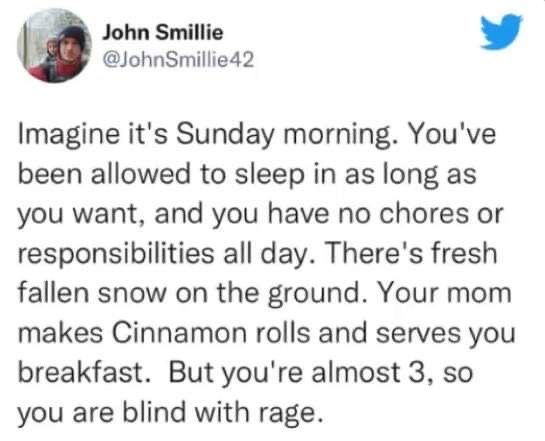 John Smillie
@JohnSmillie42
Imagine it's Sunday morning. You've
been allowed to sleep in as long as
you want, and you have no chores or
responsibilities all day. There's fresh
fallen snow on the ground. Your mom
makes Cinnamon rolls and serves you
breakfast.  But you're almost 3, so
you are blind with rage.